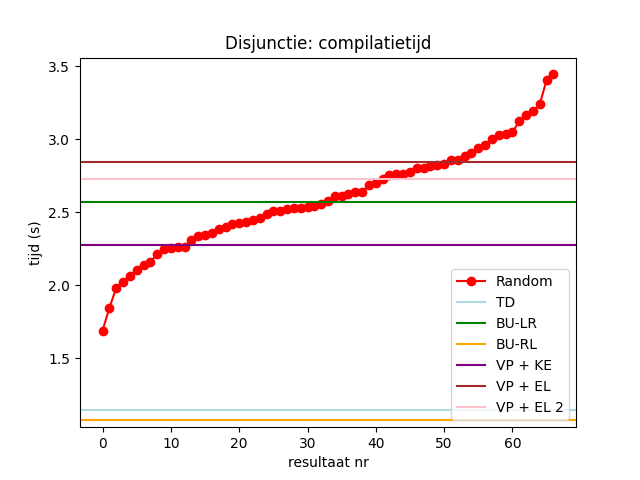 Disjunctie: compilatietijd
3.5
3.0
2.5
2.0
1.5
tijd (s)
0
10
20
30
40
50
60
resultaat nr
Random
TD
BU-LR
BU-RL
VP + KE
VP + EL
VP + EL 2